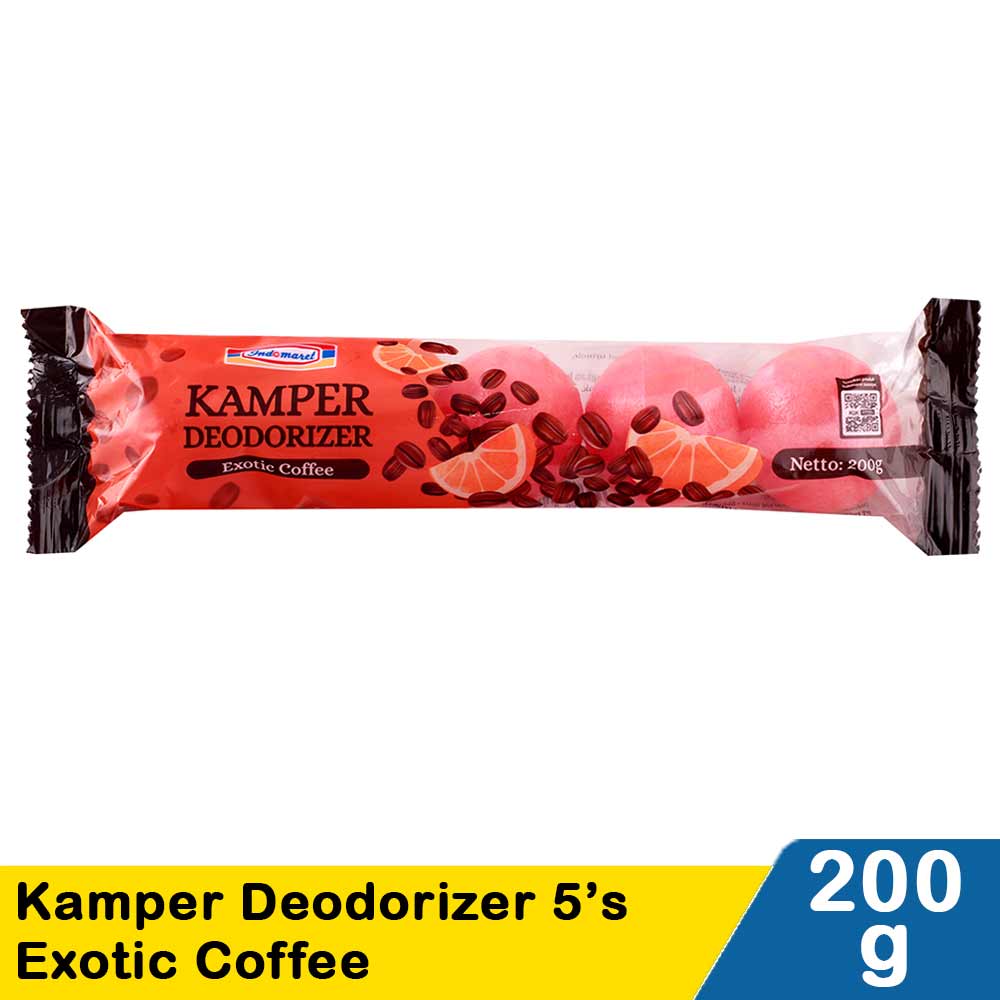 Indomaret
KAMPER
DEODORIZER
Exotic Coffee
Netto: 200g
Kamper Deodorizer 5’s
Exotic Coffee
200
g